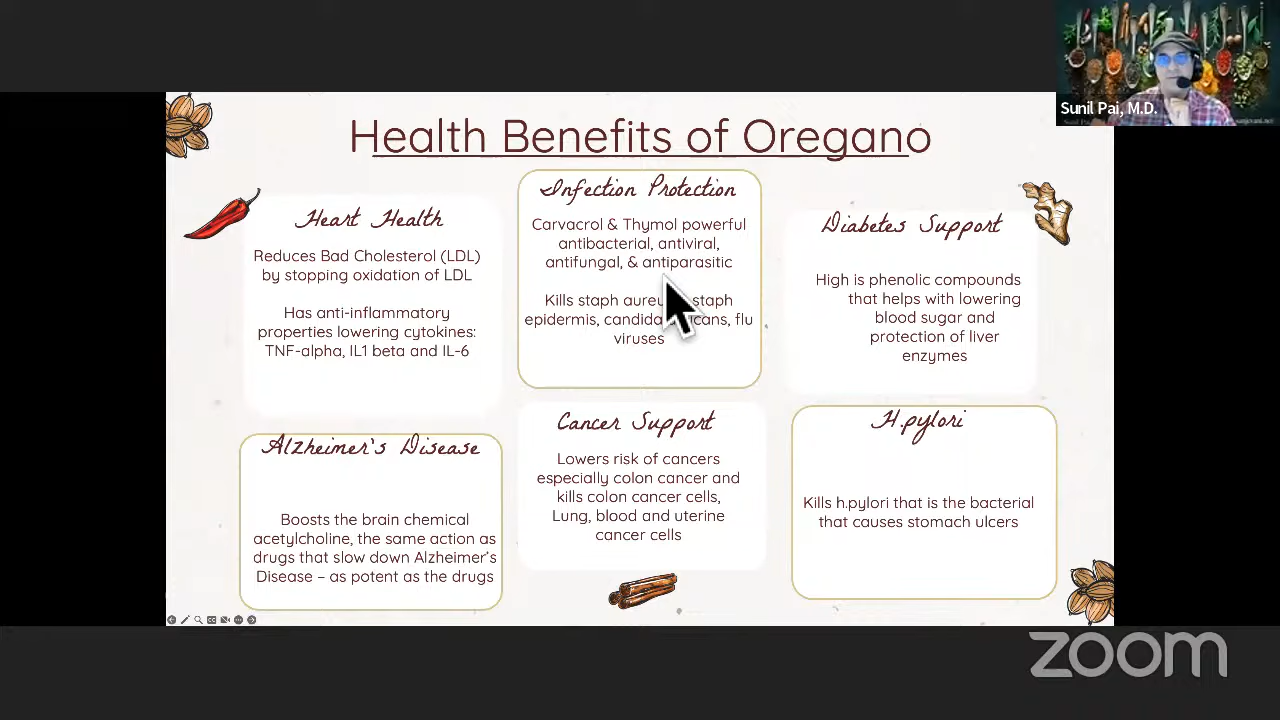 Sunil Pai, M.D.
Health Benefits of Oregano
Heart Health
Reduces Bad Cholesterol (LDL)
by stopping oxidation of LDL
Has anti-inflammatory
properties lowering cytokines:
TNF-alpha, IL1 beta and IL-6
Infection Protection
Carvacrol & Thymol powerful
antibacterial, antiviral,
antifungal, & antiparasitic
Kills staph staph
epidermis, candida flu
viruses
Diabetes Support
High is phenolic compounds
that helps with lowering
blood sugar and
protection of liver
enzymes
Alzheimer's Disease
Boosts the brain chemical
acetylcholine, the same action as
drugs that slow down Alzheimer's
Disease – as potent as the drugs
Cancer Support
Lowers risk of cancers
especially colon cancer and
kills colon cancer cells,
Lung, blood and uterine
cancer cells
H.pylori
Kills h.pylori that is the bacterial
that causes stomach ulcers
zoom